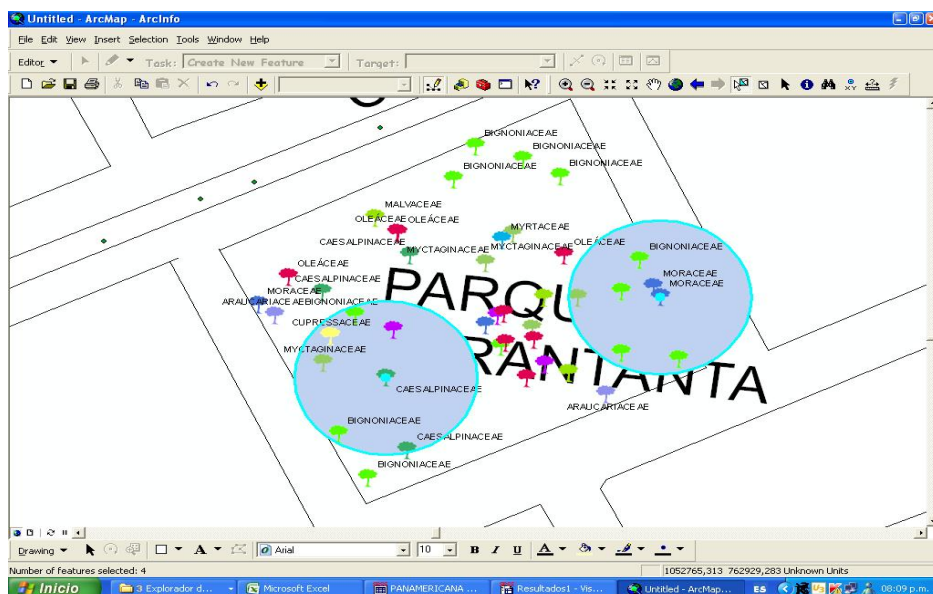 Untitled - ArcMap - ArcInfo
File Edit View Insert Selection Tools Window Help
Editor Task: Create New Feature Target:
BIGNONIACEAE
BIGNONIACEAE
BIGNONIACEAE BIGNONIACEAE
MALVACEAE
OLEACEAE OLEÁCEAE
MYRTACEAE
CAESALPINACEAE MYCTAGINACEAE MYCTAGINACEAE OLEÁCEAE BIGNONIACEAE
OLEÁCEAE
CAESALPINACEAE MORACEAE
MORACEAE MORACEAE
ARAUCARIACEAE BIGNONIACEAE
PARQU
CUPRESSACEAE
MYCTAGINACEAE
RANTANTA
CAESALPINACEAE
ARAUCARIACEAE
BIGNONIACEAE
CAESALPINACEAE
BIGNONIACEAE
Drawing Arial 10 B I U A
Number of features selected: 4 1052765,313 762929,283 Unknown Units
Inicio 3 Explorador d... Microsoft Excel PANAMERICANA ... Resultados1 - Vis... Untitled - ArcMap - ... ES 08:09 p.m.